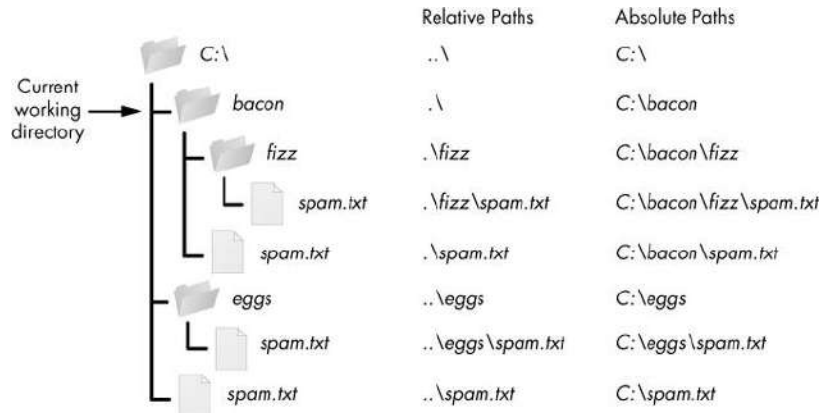 Relative Paths Absolute Paths
C:\ ..\ C:\
Current
working
directory
bacon .\ C:\bacon
fizz .\fizz C:\bacon\fizz
spam.txt .\fizz\spam.txt C:\bacon\fizz\spam.txt
spam.txt .\spam.txt C:\bacon\spam.txt
eggs ..\eggs C:\eggs
spam.txt ..\eggs\spam.txt C:\eggs\spam.txt
spam.txt ..\spam.txt C:\spam.txt